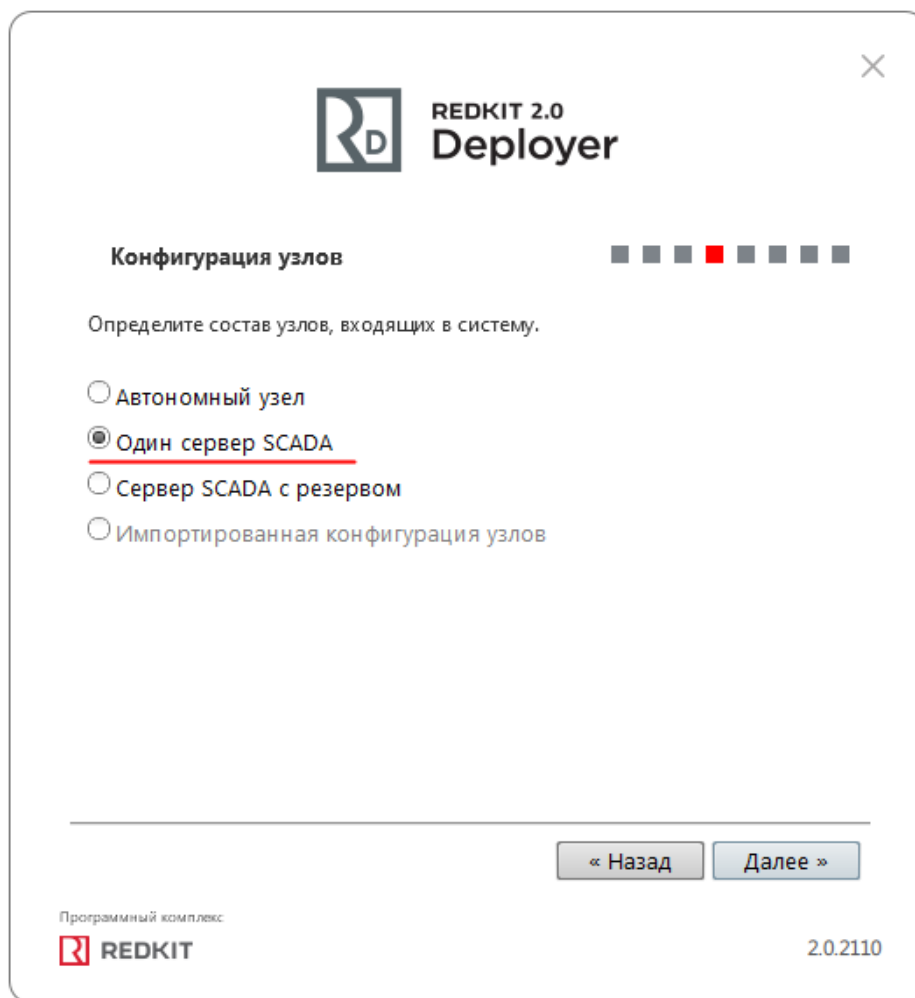 RD
REDKIT 2.0
Deployer
Конфигурация узлов
Определите состав узлов, входящих в систему.
Автономный узел
Один сервер SCADA
Сервер SCADA с резервом
Импортированная конфигурация узлов
« Назад
Далее »
Программный комплекс
REDKIT
2.0.2110